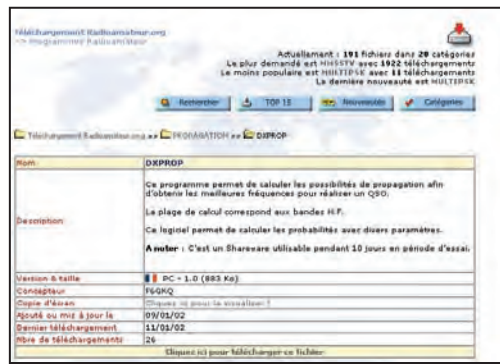 Téléchargement Radioamateur.org
>> Programmes Radioamateur
Actuellement : 191 fichiers dans 20 catégories
Le plus demandé est MMSSTV avec 1922 téléchargements
Le moins populaire est MULTIPSK avec 11 téléchargements
La dernière nouveauté est MULTIPSK
Rechercher TOP 15 Nouveautés Catégories
Téléchargement Radioamateur.org >> PROPAGATION >> DXPROP
Nom DXPROP
Description
Ce programme permet de calculer les possibilités de propagation afin
d'obtenir les meilleures fréquences pour réaliser un QSO.
La plage de calcul correspond aux bandes H.F.
Ce logiciel permet de calculer les probabilités avec divers paramètres.
A noter : C'est un Shareware utilisable pendant 10 jours en période d'essai.
Version & taille PC - 1.0 (883 Ko)
Concepteur F6GKQ
Copie d'écran Cliquez ici pour la visualiser !
Ajouté ou mis à jour le 09/01/02
Dernier téléchargement 11/01/02
Nbre de téléchargements 26
Cliquez ici pour télécharger ce fichier